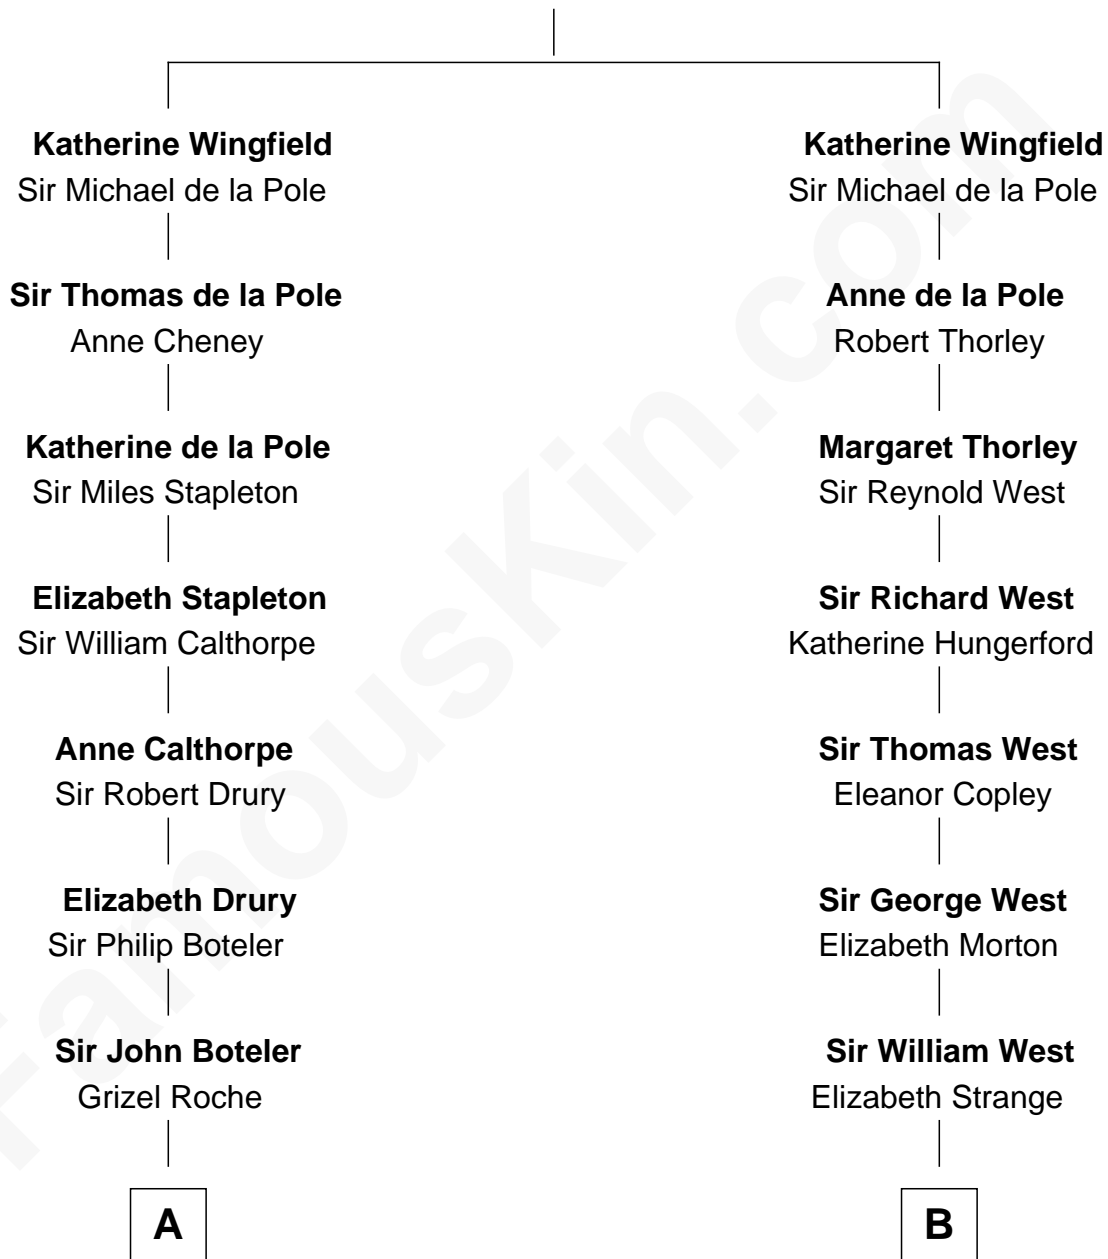 Katherine Wingfield
Sir Michael de la Pole
Sir Thomas de la Pole
Anne Cheney
Katherine de la Pole
Sir Miles Stapleton
Elizabeth Stapleton
Sir William Calthorpe
Anne Calthorpe
Sir Robert Drury
Elizabeth Drury
Sir Philip Boteler
Sir John Boteler
Grizel Roche
A
Katherine Wingfield
Sir Michael de la Pole
Anne de la Pole
Robert Thorley
Margaret Thorley
Sir Reynold West
Sir Richard West
Katherine Hungerford
Sir Thomas West
Eleanor Copley
Sir George West
Elizabeth Morton
Sir William West
Elizabeth Strange
B
FamousKin.com